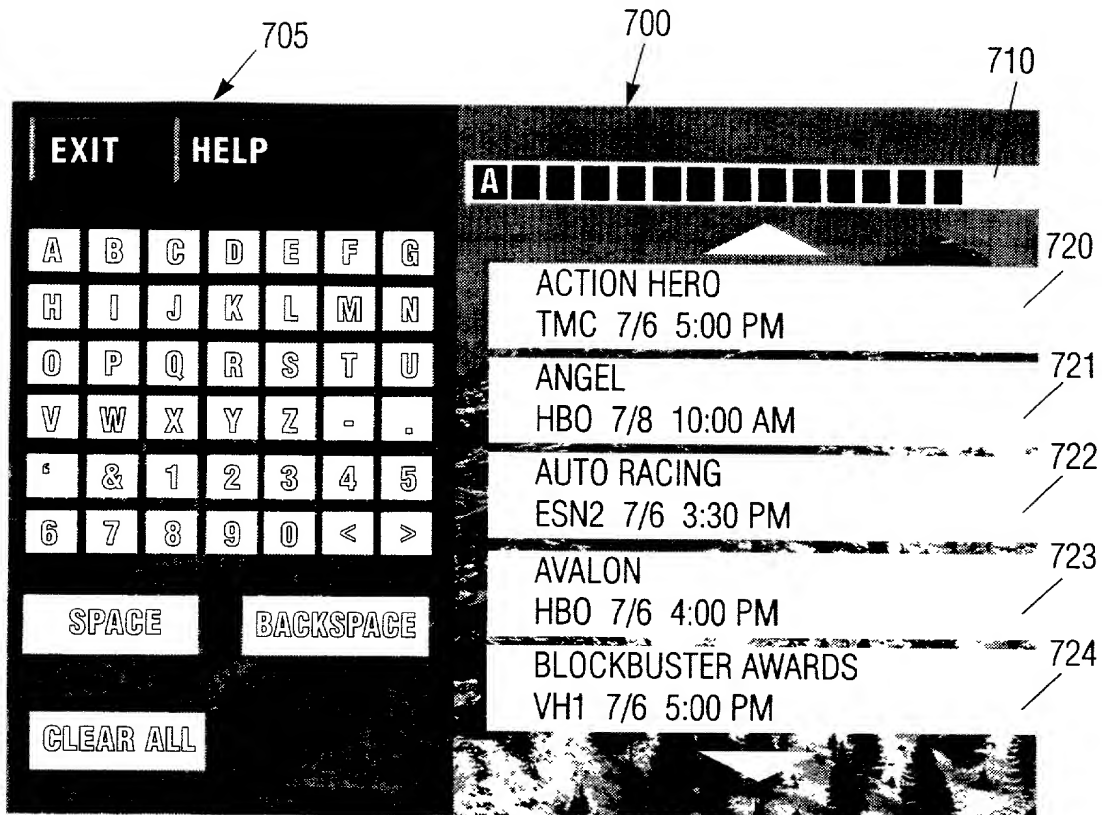 705
700
710
EXIT HELP
A
A B C D E F G
H I J K L M N
O P Q R S T U
V W X Y Z - .
‘ & 1 2 3 4 5
6 7 8 9 0 < >
SPACE BACKSPACE
CLEAR ALL
ACTION HERO
TMC 7/6 5:00 PM
720
ANGEL
HBO 7/8 10:00 AM
721
AUTO RACING
ESN2 7/6 3:30 PM
722
AVALON
HBO 7/6 4:00 PM
723
BLOCKBUSTER AWARDS
VH1 7/6 5:00 PM
724